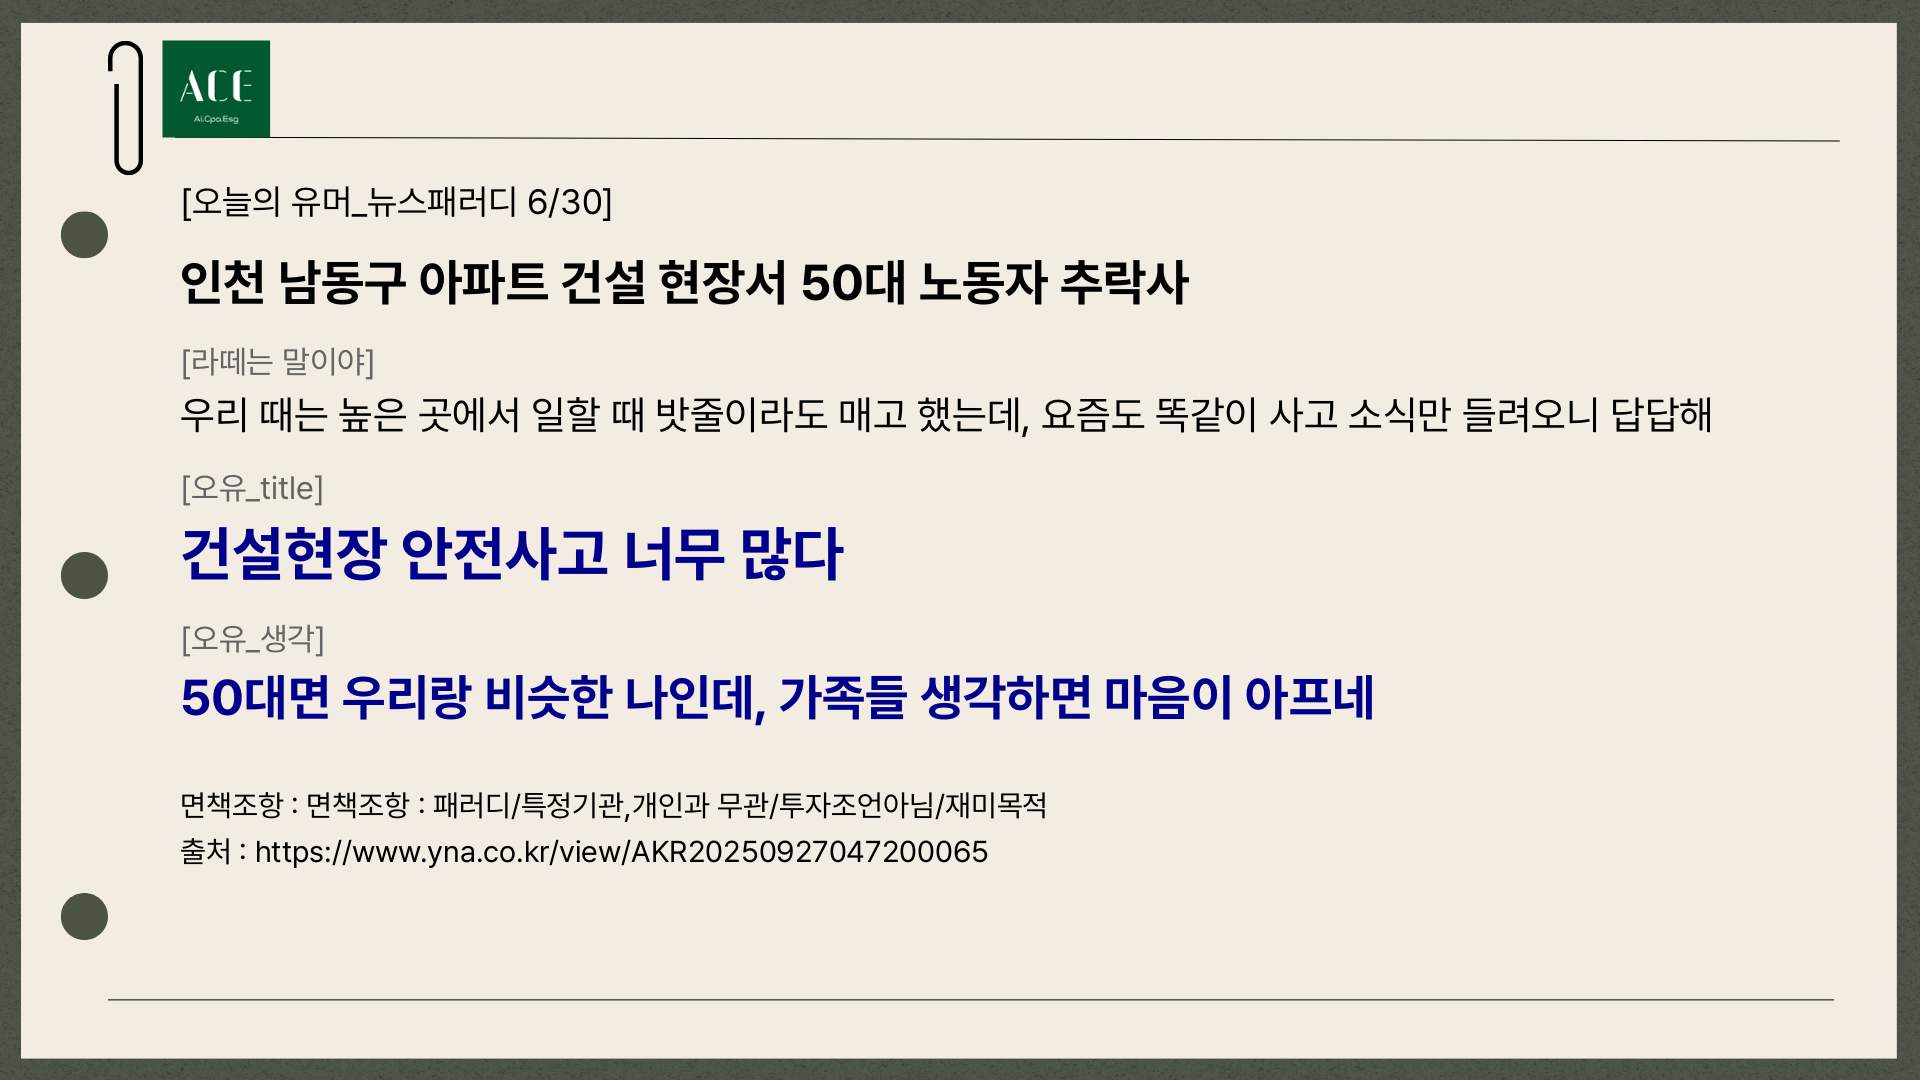 ACE
Ai.Cpa.Esg
[오늘의 유머_뉴스패러디 6/30]
인천 남동구 아파트 건설 현장서 50대 노동자 추락사
[라떼는 말이야]
우리 때는 높은 곳에서 일할 때 밧줄이라도 매고 했는데, 요즘도 똑같이 사고 소식만 들려오니 답답해
[오유_title]
건설현장 안전사고 너무 많다
[오유_생각]
50대면 우리랑 비슷한 나인데, 가족들 생각하면 마음이 아프네
면책조항 : 면책조항 : 패러디/특정기관,개인과 무관/투자조언아님/재미목적
출처 : https://www.yna.co.kr/view/AKR20250927047200065